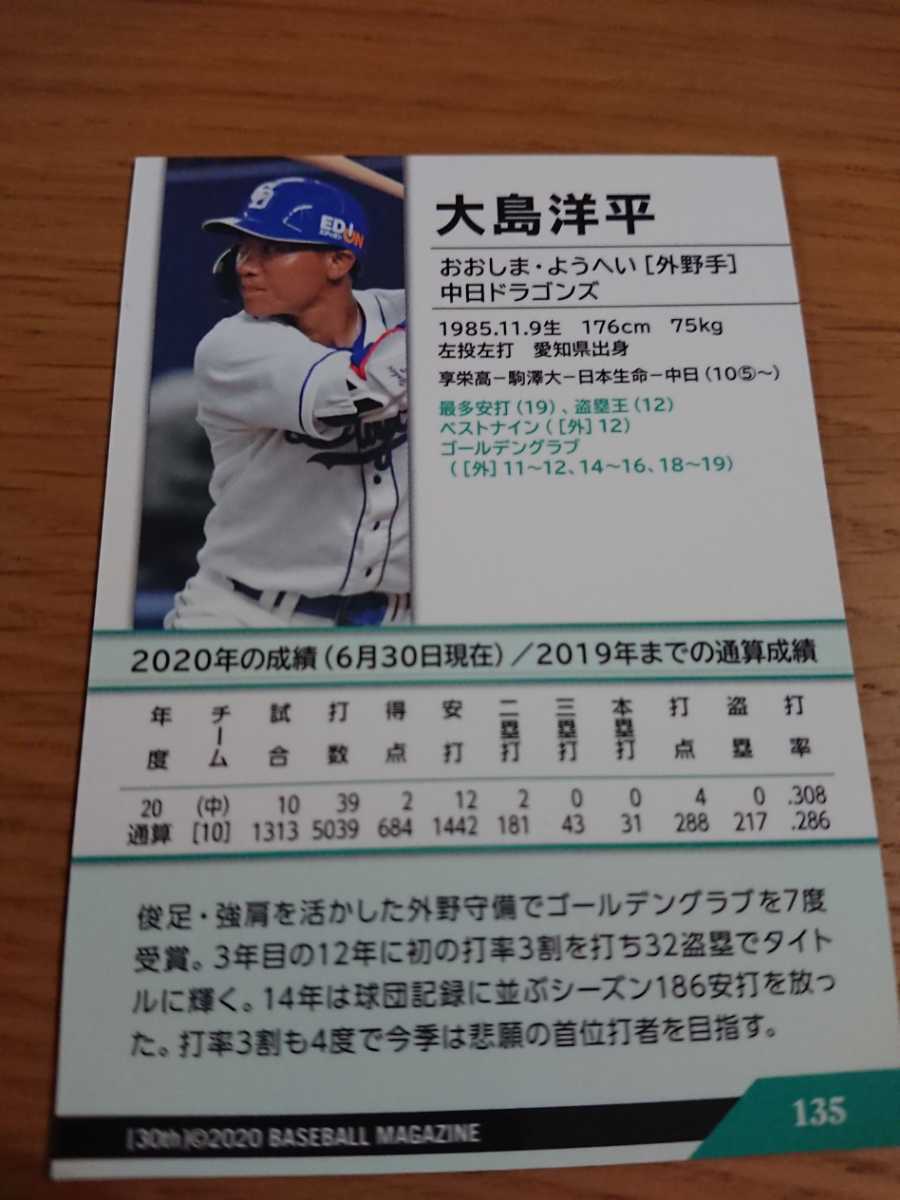 大島洋平
おおしま・ようへい［外野手］
中日ドラゴンズ
1985.11.9生　176cm　75kg
左投左打　愛知県出身
享栄高－駒澤大－日本生命－中日（10⑤～）
最多安打（19）、盗塁王（12）
ベストナイン（［外］12）
ゴールデングラブ
（［外］11～12、14～16、18～19）
EDION
2020年の成績（6月30日現在）／2019年までの通算成績
年度 チーム 試合 打数 得点 安打 二塁打 三塁打 本塁打 打点 盗塁 打率
20 （中） 10 39 2 12 2 0 0 4 0 .308
通算 ［10］ 1313 5039 684 1442 181 43 31 288 217 .286
俊足・強肩を活かした外野守備でゴールデングラブを7度
受賞。3年目の12年に初の打率3割を打ち32盗塁でタイト
ルに輝く。14年は球団記録に並ぶシーズン186安打を放っ
た。打率3割も4度で今季は悲願の首位打者を目指す。
［30th］©2020 BASEBALL MAGAZINE
135